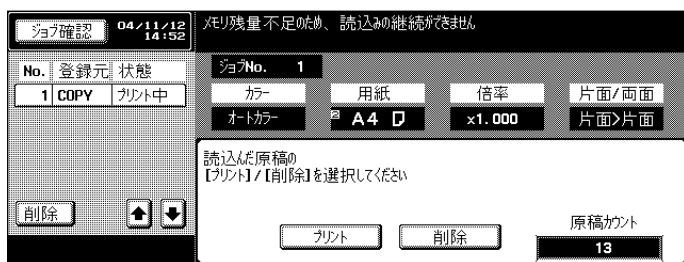 ジョブ確認
04/11/12
14:52
メモリ残量不足のため、読込みの継続ができません
No. 登録元 状態
1 COPY プリント中
削除
ジョブNo. 1
カラー 用紙 倍率 片面/両面
オートカラー 2 A4 ×1.000 片面>片面
読込んだ原稿の
[プリント]/[削除]を選択してください
プリント 削除
原稿カウント
13